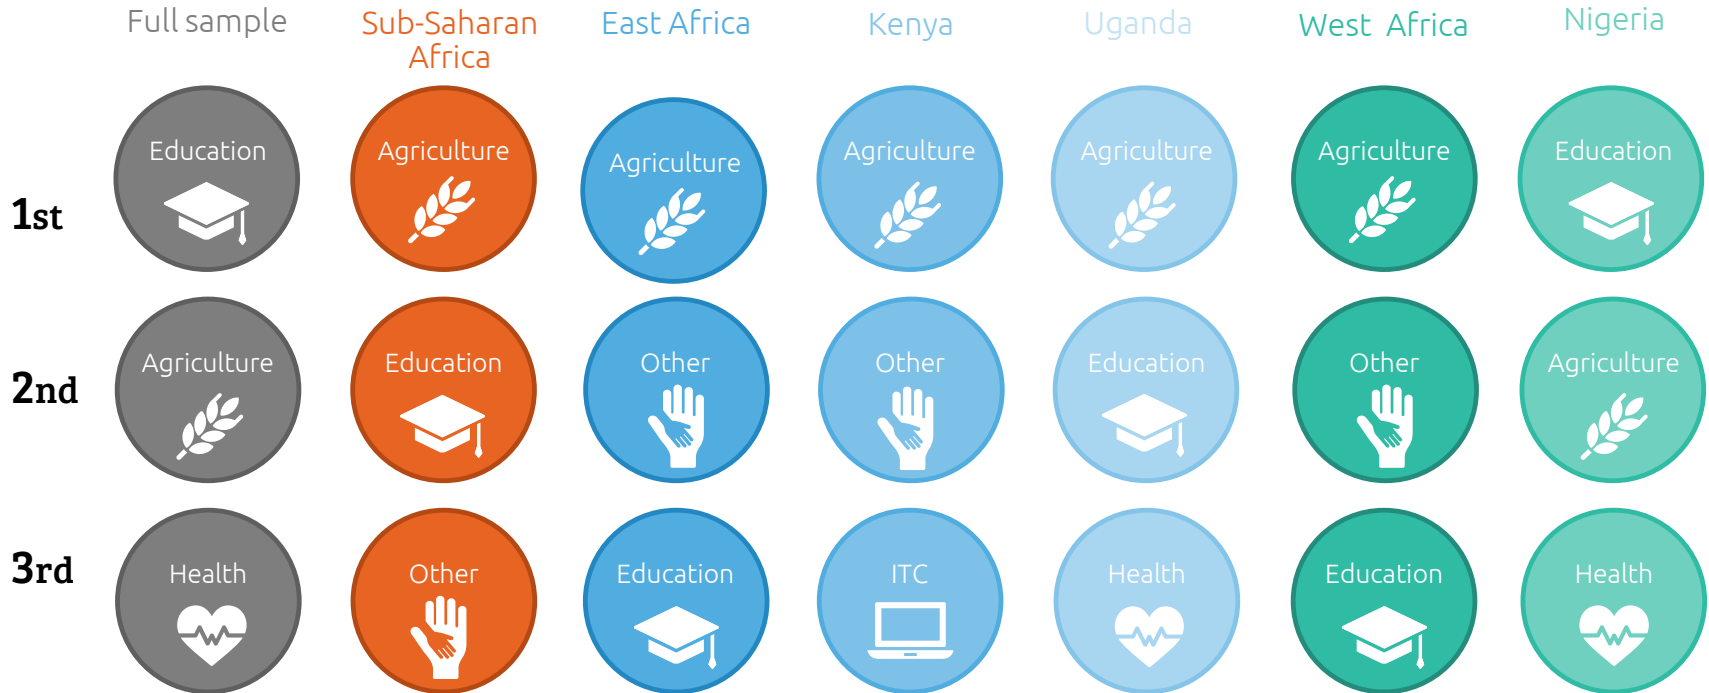 Full sample
Sub-Saharan
Africa
East Africa
Kenya
Uganda
West Africa
Nigeria
1st
Education
Agriculture
Agriculture
Agriculture
Agriculture
Agriculture
Education
2nd
Agriculture
Education
Other
Other
Education
Other
Agriculture
3rd
Health
Other
Education
ITC
Health
Education
Health